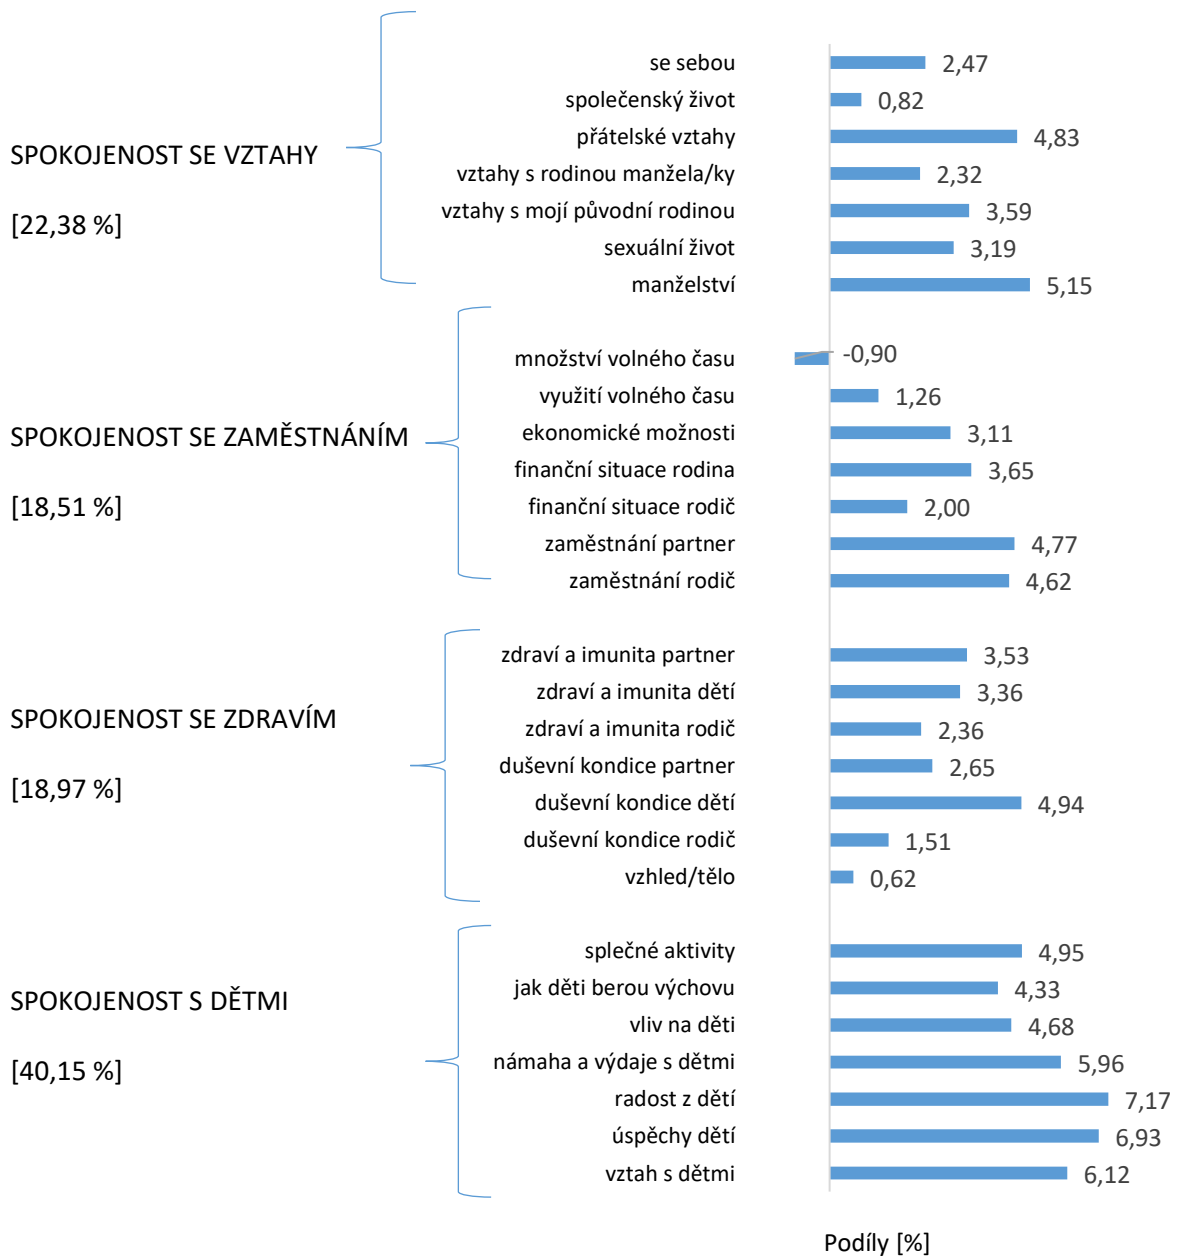 SPOKOJENOST SE VZTAHY
[22,38 %]
se sebou 2,47
společenský život 0,82
přátelské vztahy 4,83
vztahy s rodinou manžela/ky 2,32
vztahy s mojí původní rodinou 3,59
sexuální život 3,19
manželství 5,15
SPOKOJENOST SE ZAMĚSTNÁNÍM
[18,51 %]
množství volného času -0,90
využití volného času 1,26
ekonomické možnosti 3,11
finanční situace rodina 3,65
finanční situace rodič 2,00
zaměstnání partner 4,77
zaměstnání rodič 4,62
SPOKOJENOST SE ZDRAVÍM
[18,97 %]
zdraví a imunita partner 3,53
zdraví a imunita dětí 3,36
zdraví a imunita rodič 2,36
duševní kondice partner 2,65
duševní kondice dětí 4,94
duševní kondice rodič 1,51
vzhled/tělo 0,62
SPOKOJENOST S DĚTMI
[40,15 %]
splečné aktivity 4,95
jak děti berou výchovu 4,33
vliv na děti 4,68
námaha a výdaje s dětmi 5,96
radost z dětí 7,17
úspěchy dětí 6,93
vztah s dětmi 6,12
Podíly [%]